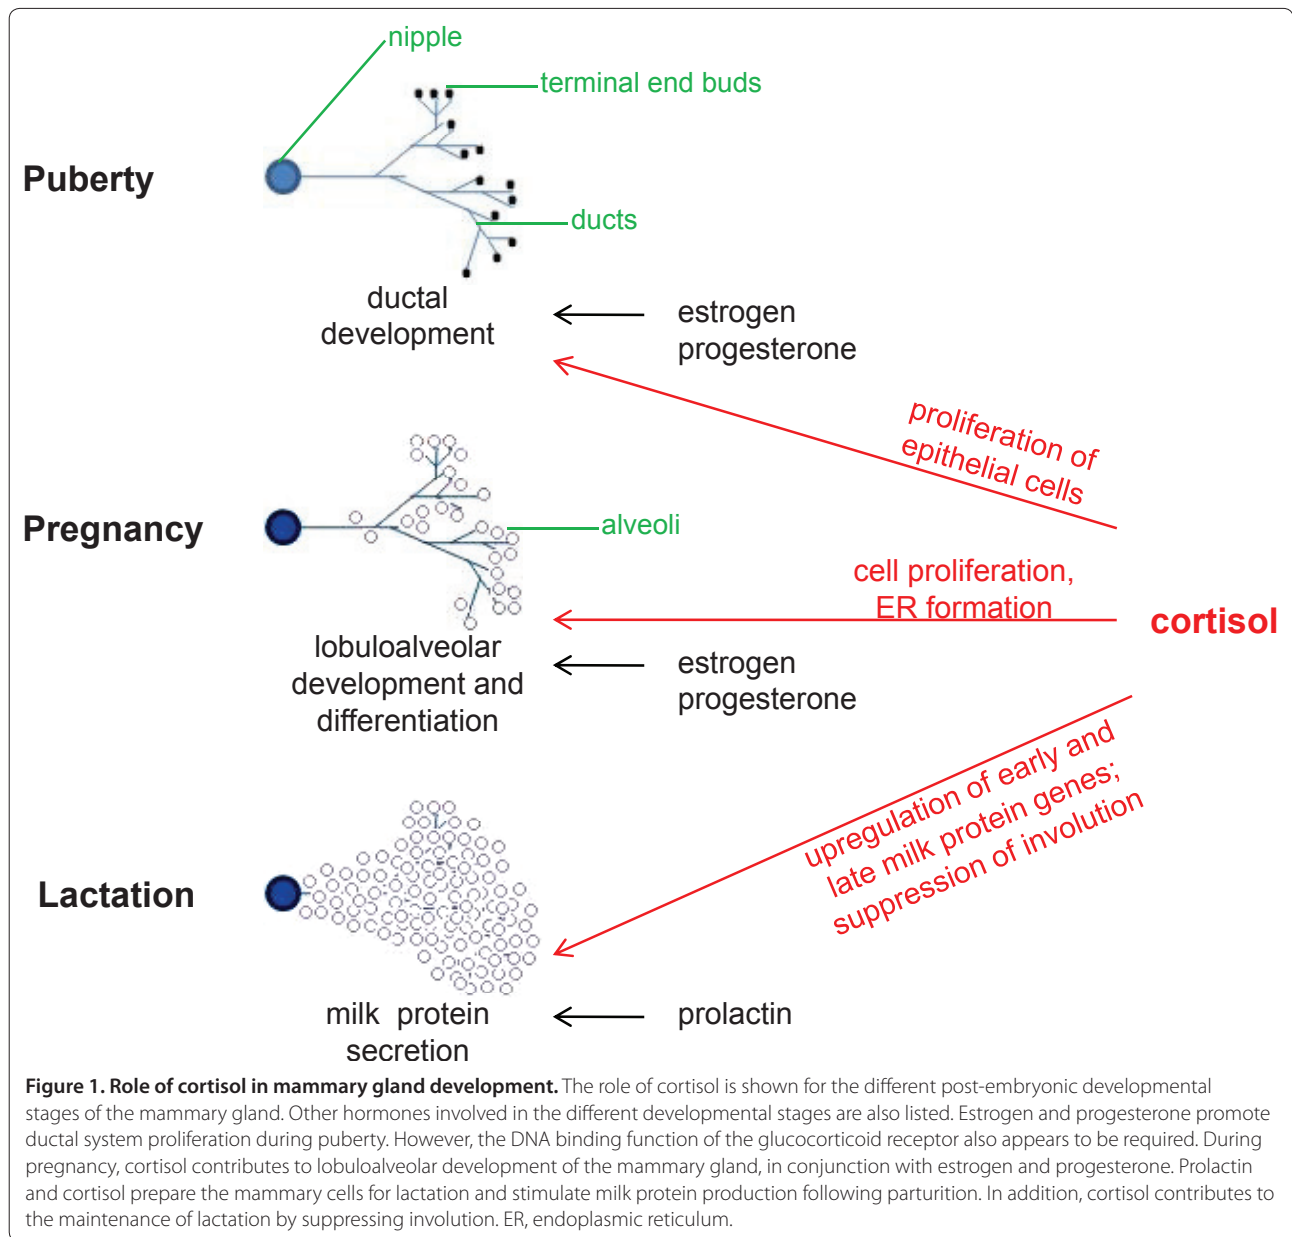 nipple
terminal end buds
Puberty
ducts
ductal
development
estrogen
progesterone
proliferation of
epithelial cells
Pregnancy
alveoli
cell proliferation,
ER formation
cortisol
lobuloalveolar
development and
differentiation
estrogen
progesterone
upregulation of early and
late milk protein genes;
suppression of involution
Lactation
milk protein
secretion
prolactin
Figure 1. Role of cortisol in mammary gland development. The role of cortisol is shown for the different post-embryonic developmental
stages of the mammary gland. Other hormones involved in the different developmental stages are also listed. Estrogen and progesterone promote
ductal system proliferation during puberty. However, the DNA binding function of the glucocorticoid receptor also appears to be required. During
pregnancy, cortisol contributes to lobuloalveolar development of the mammary gland, in conjunction with estrogen and progesterone. Prolactin
and cortisol prepare the mammary cells for lactation and stimulate milk protein production following parturition. In addition, cortisol contributes to
the maintenance of lactation by suppressing involution. ER, endoplasmic reticulum.